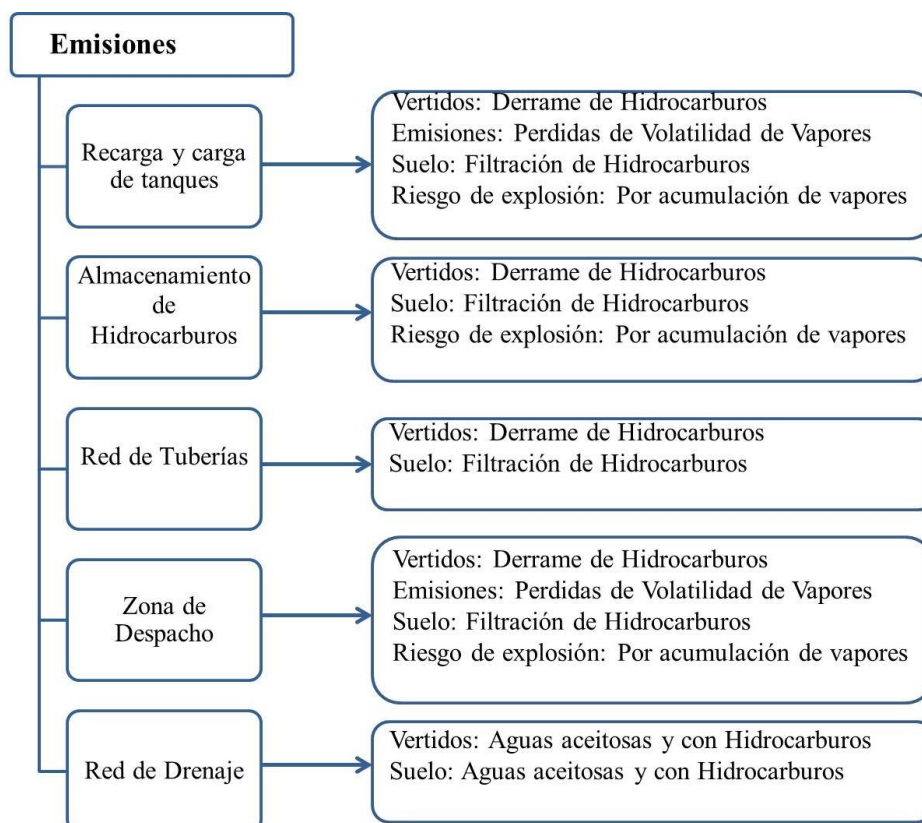 Emisiones
Recarga y carga
de tanques
Vertidos: Derrame de Hidrocarburos
Emisiones: Perdidas de Volatilidad de Vapores
Suelo: Filtración de Hidrocarburos
Riesgo de explosión: Por acumulación de vapores
Almacenamiento
de
Hidrocarburos
Vertidos: Derrame de Hidrocarburos
Suelo: Filtración de Hidrocarburos
Riesgo de explosión: Por acumulación de vapores
Red de Tuberías
Vertidos: Derrame de Hidrocarburos
Suelo: Filtración de Hidrocarburos
Zona de
Despacho
Vertidos: Derrame de Hidrocarburos
Emisiones: Perdidas de Volatilidad de Vapores
Suelo: Filtración de Hidrocarburos
Riesgo de explosión: Por acumulación de vapores
Red de Drenaje
Vertidos: Aguas aceitosas y con Hidrocarburos
Suelo: Aguas aceitosas y con Hidrocarburos